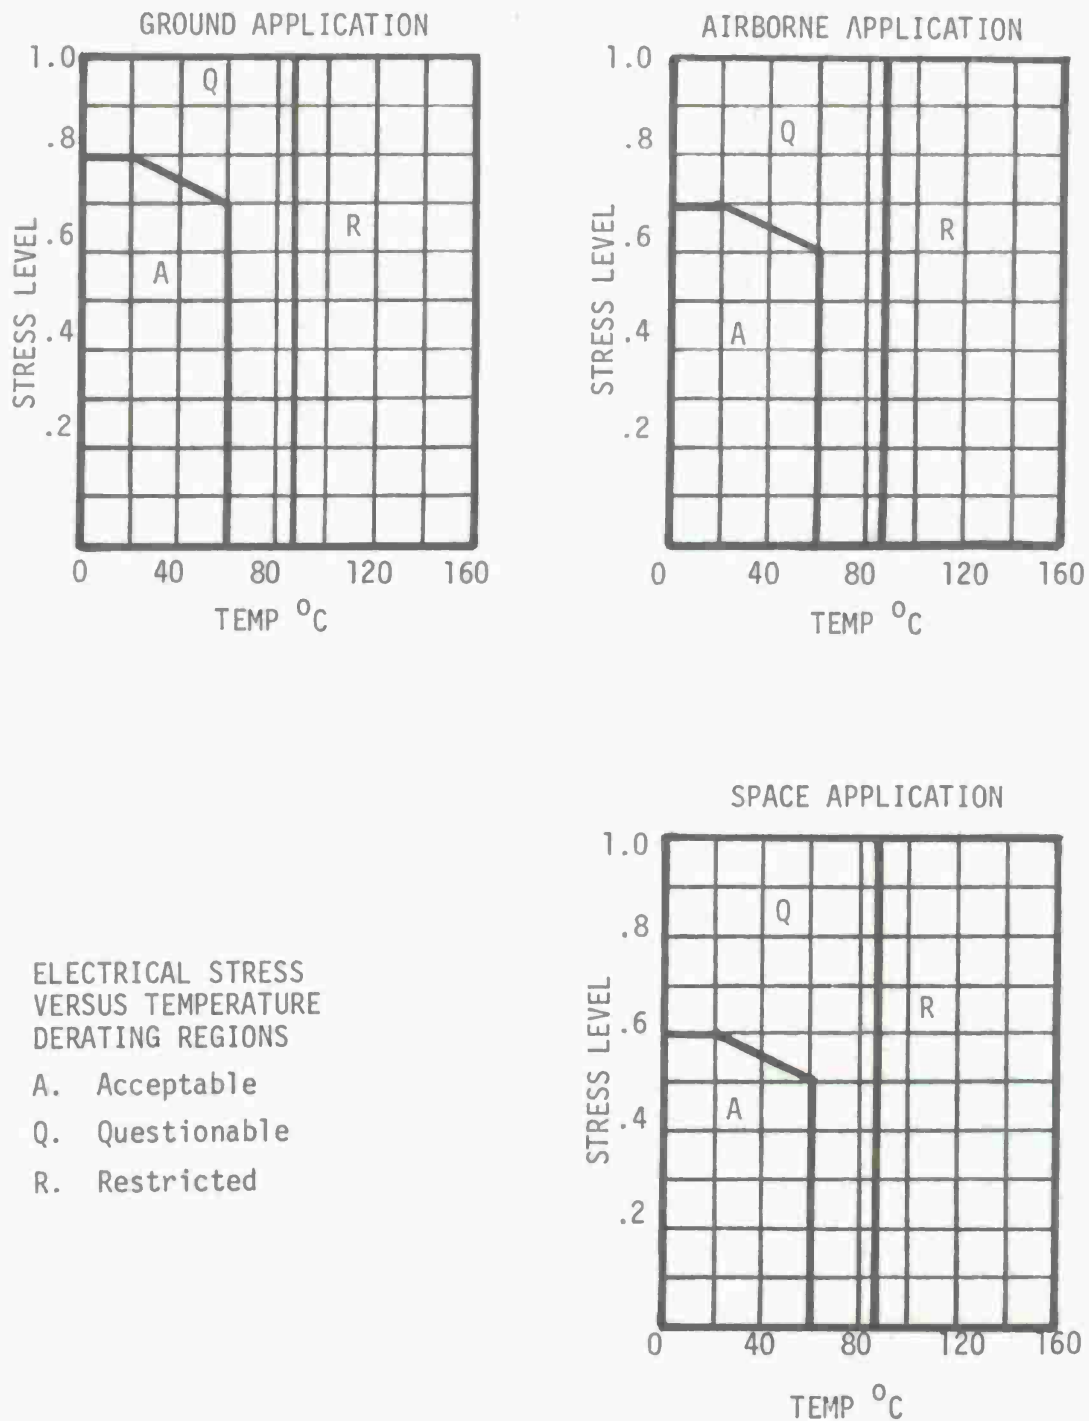 GROUND APPLICATION
1.0
.8
.6
.4
.2
STRESS LEVEL
Q
A
R
0 40 80 120 160
TEMP °C
AIRBORNE APPLICATION
1.0
.8
.6
.4
.2
STRESS LEVEL
Q
A
R
0 40 80 120 160
TEMP °C
SPACE APPLICATION
1.0
.8
.6
.4
.2
STRESS LEVEL
Q
A
R
0 40 80 120 160
TEMP °C
ELECTRICAL STRESS
VERSUS TEMPERATURE
DERATING REGIONS
A. Acceptable
Q. Questionable
R. Restricted